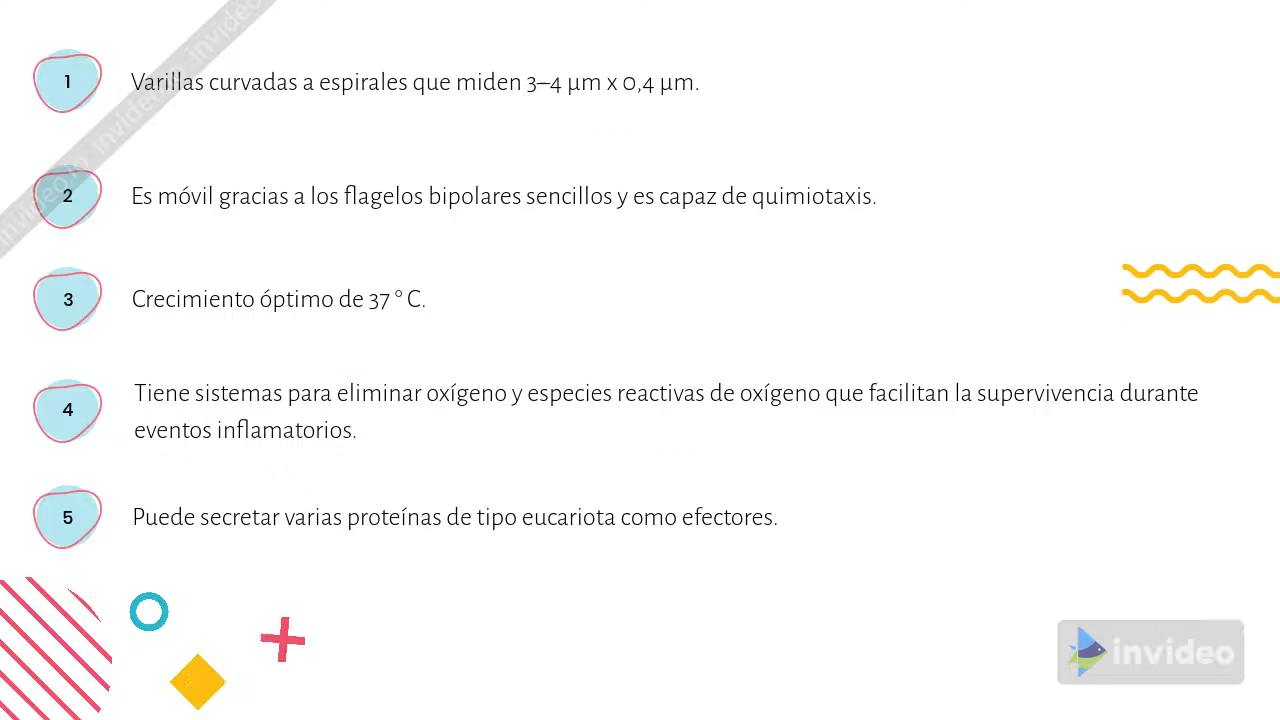 1
Varillas curvadas a espirales que miden 3–4 μm x 0,4 μm.
2
Es móvil gracias a los flagelos bipolares sencillos y es capaz de quimiotaxis.
3
Crecimiento óptimo de 37 ° C.
4
Tiene sistemas para eliminar oxígeno y especies reactivas de oxígeno que facilitan la supervivencia durante
eventos inflamatorios.
5
Puede secretar varias proteínas de tipo eucariota como efectores.
invideo
invideo invideo invideo